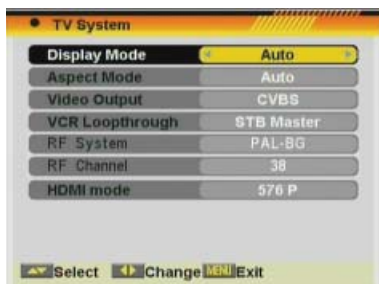 TV System
Display Mode Auto
Aspect Mode Auto
Video Output CVBS
VCR Loopthrough STB Master
RF System PAL-BG
RF Channel 38
HDMI mode 576 P
Select Change MENU Exit